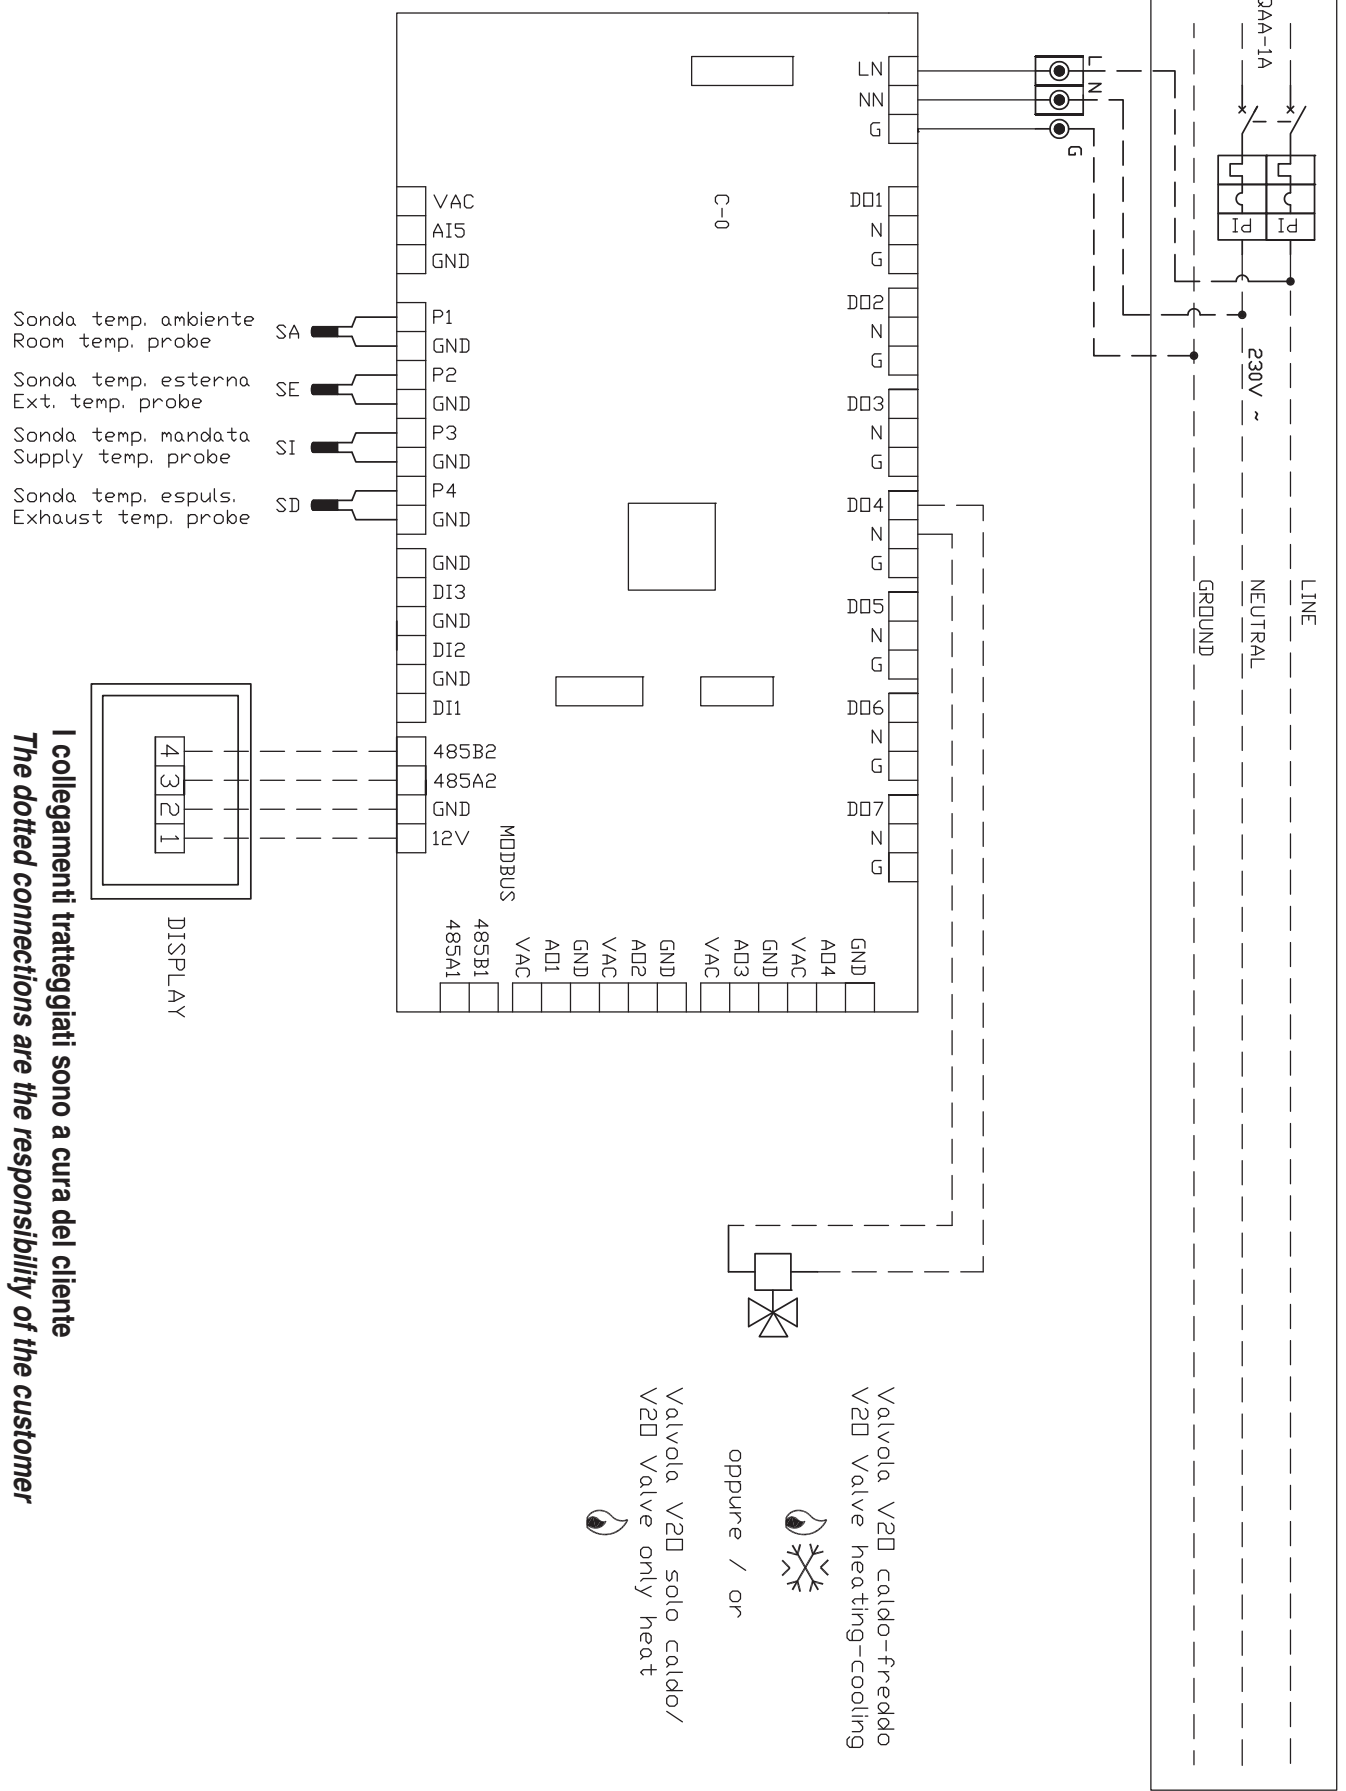 QAA-1A
PI
PI
230V ~
LINE
NEUTRAL
GROUND
L
N
G
LN
NN
G
C-0
DO1
N
G
DO2
N
G
DO3
N
G
DO4
N
G
DO5
N
G
DO6
N
G
DO7
N
G
VAC
AI5
GND
P1
GND
P2
GND
P3
GND
P4
GND
GND
DI3
GND
DI2
GND
DI1
485B2
485A2
GND
12V
MODBUS
Sonda temp. ambiente
Room temp. probe
SA
Sonda temp. esterna
Ext. temp. probe
SE
Sonda temp. mandata
Supply temp. probe
SI
Sonda temp. espuls.
Exhaust temp. probe
SD
4
3
2
1
DISPLAY
485A1
485B1
VAC
AO1
GND
VAC
AO2
GND
VAC
AO3
GND
VAC
AO4
GND
Valvola V2O caldo-freddo
V2O Valve heating-cooling
oppure / or
Valvola V2O solo caldo/
V2O Valve only heat
I collegamenti tratteggiati sono a cura del cliente
The dotted connections are the responsibility of the customer